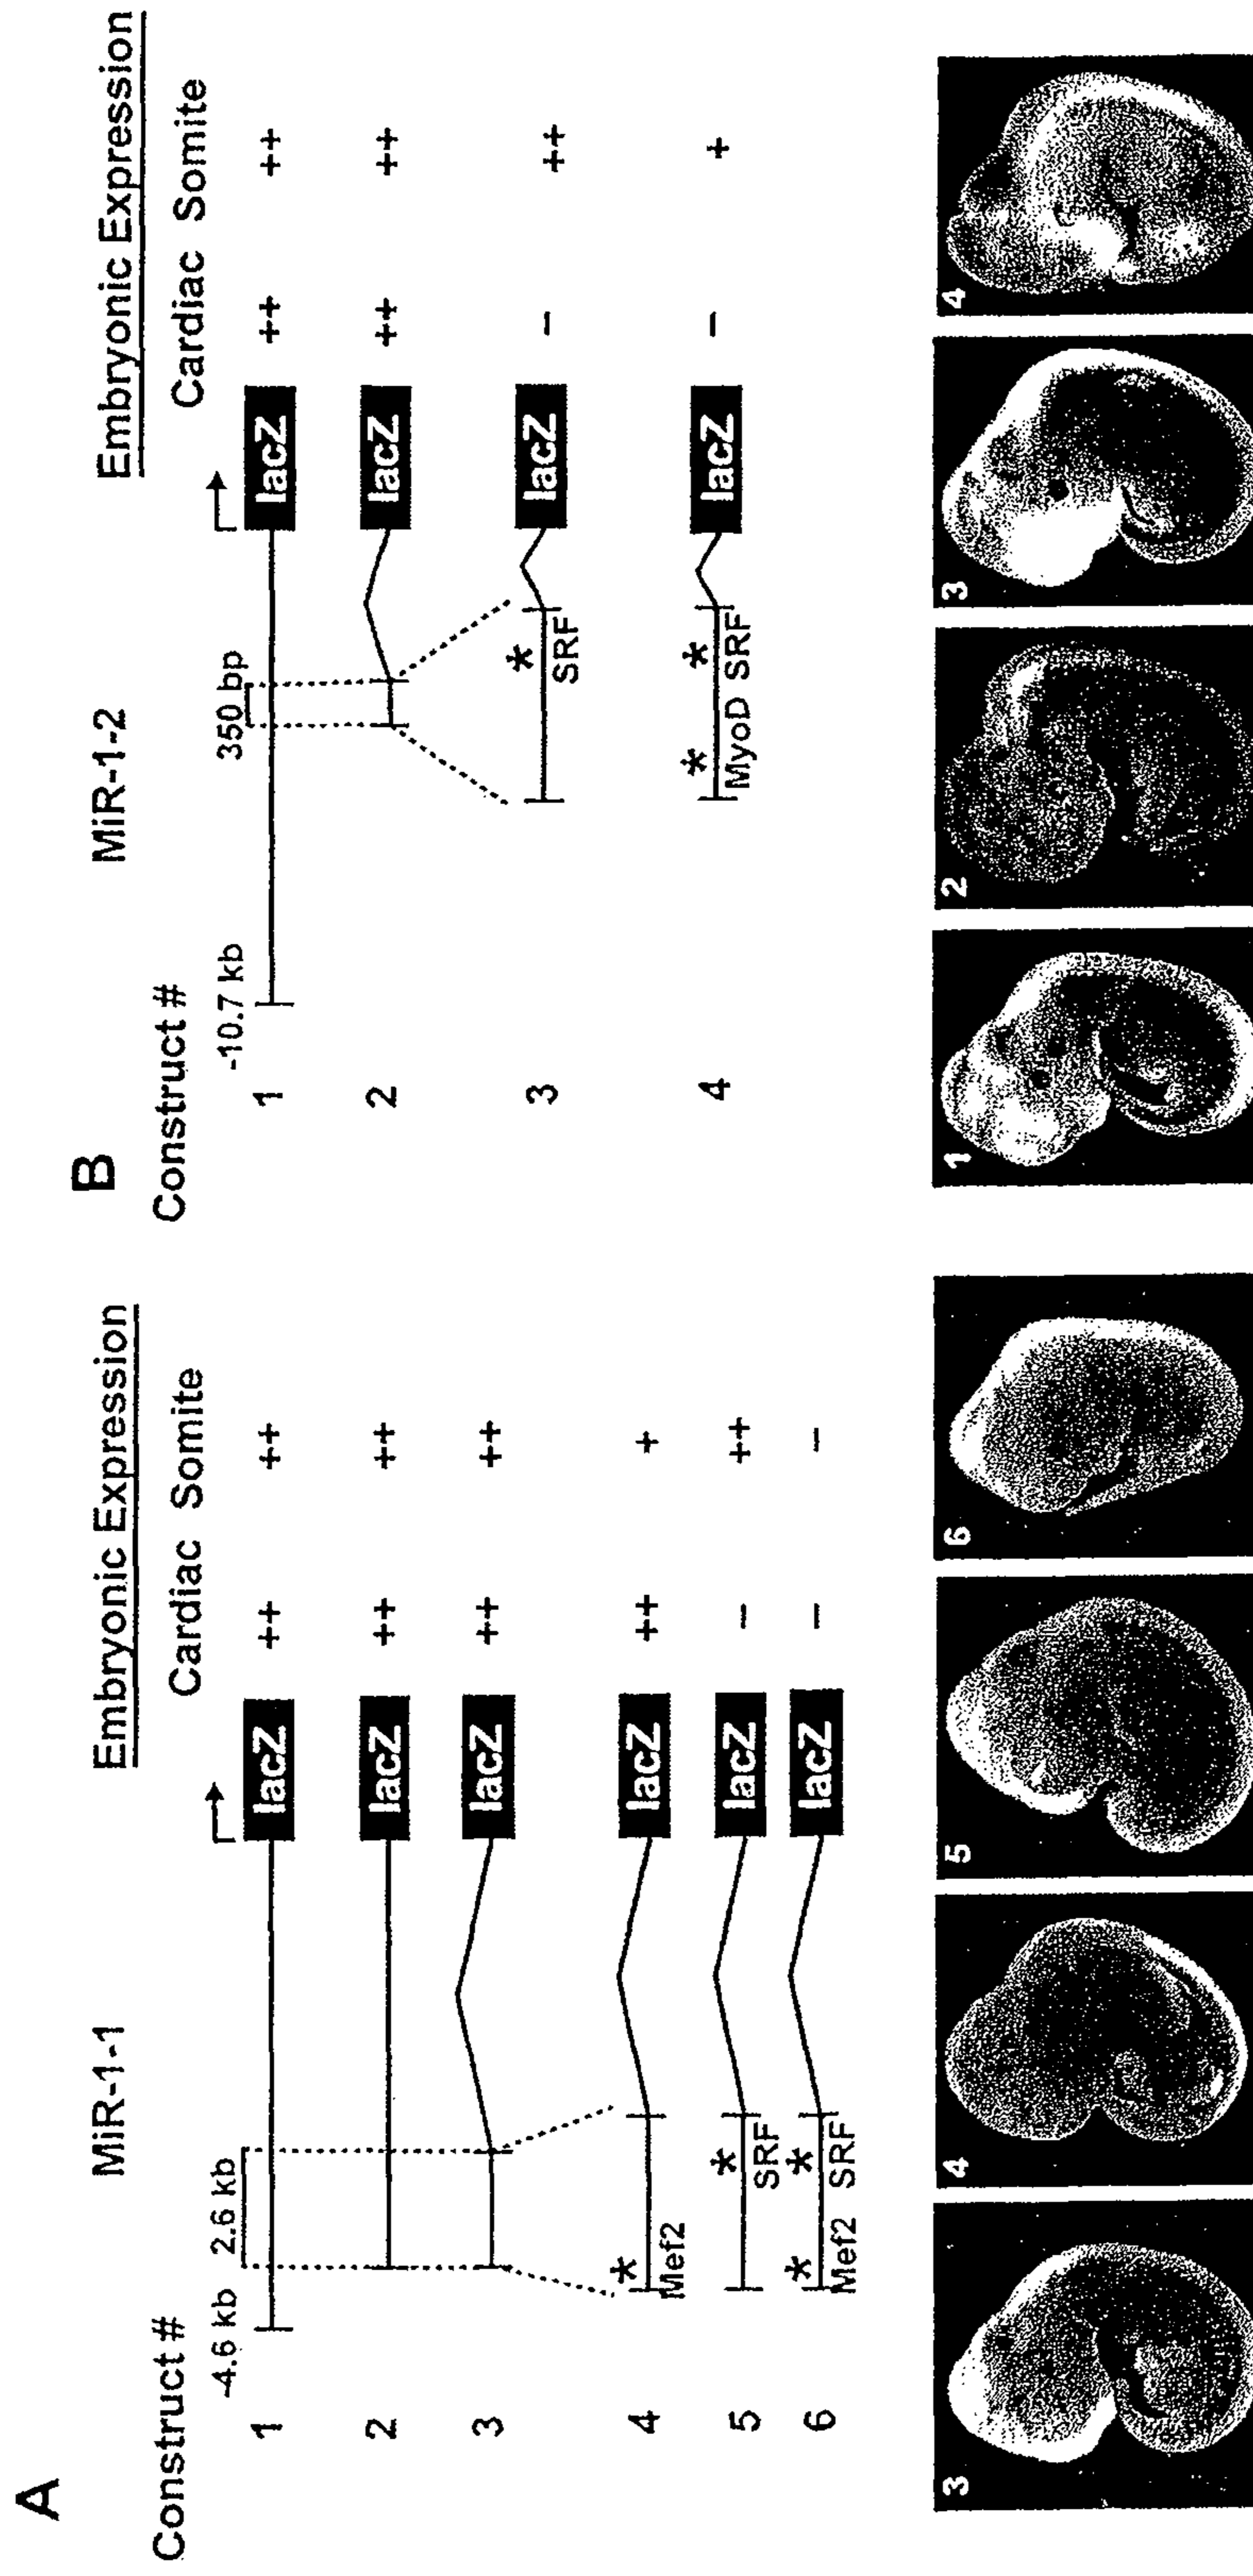 A
MiR-1-1
Embryonic Expression
Construct #
Cardiac Somite
-4.6 kb
2.6 kb
1 lacZ ++ ++
2 lacZ ++ ++
3 lacZ ++ ++
4 * lacZ ++ +
Mef2
5 * lacZ – ++
SRF
6 * * lacZ – –
Mef2 SRF
3 4 5 6
B
MiR-1-2
Embryonic Expression
Construct #
Cardiac Somite
-10.7 kb
350 bp
1 lacZ ++ ++
2 lacZ ++ ++
3 * lacZ – ++
SRF
4 * * lacZ – +
MyoD SRF
1 2 3 4